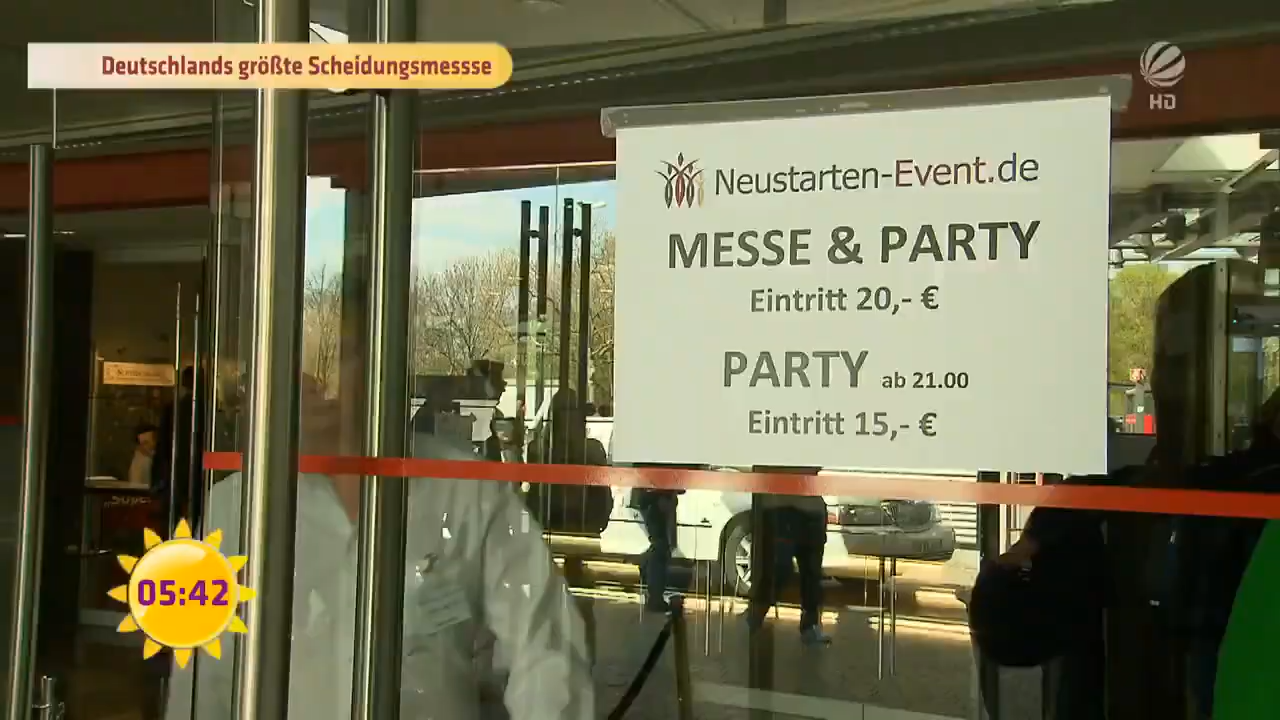 Deutschlands größte Scheidungsmessse
HD
Neustarten-Event.de
MESSE & PARTY
Eintritt 20,- €
PARTY ab 21.00
Eintritt 15,- €
05:42